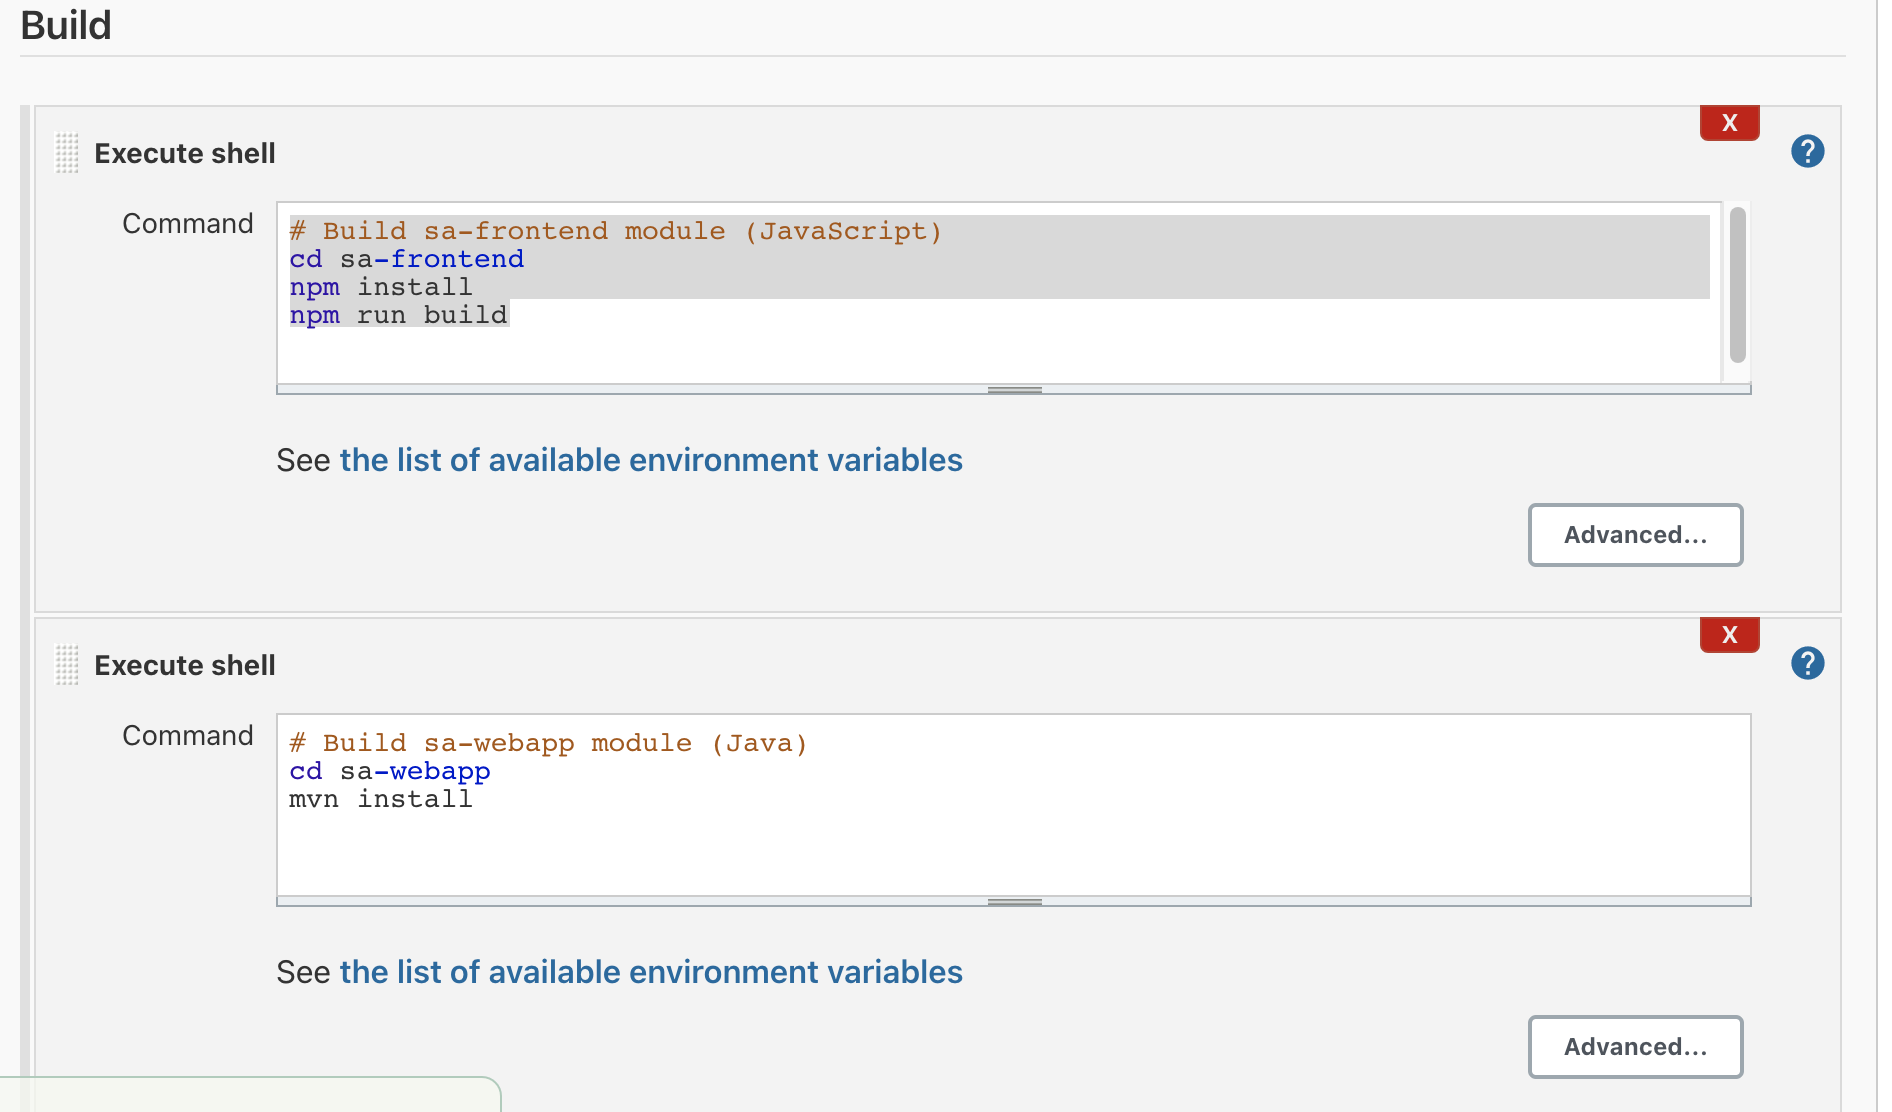 Build
X
Execute shell
?
Command
# Build sa-frontend module (JavaScript)
cd sa-frontend
npm install
npm run build
See the list of available environment variables
Advanced...
X
Execute shell
?
Command
# Build sa-webapp module (Java)
cd sa-webapp
mvn install
See the list of available environment variables
Advanced...